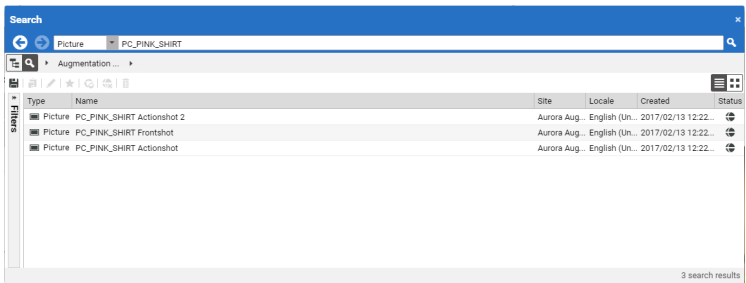 Search
Picture PC_PINK_SHIRT
Augmentation ...
Filters
Type Name Site Locale Created Status
Picture PC_PINK_SHIRT Actionshot 2 Aurora Aug... English (Un... 2017/02/13 12:22...
Picture PC_PINK_SHIRT Frontshot Aurora Aug... English (Un... 2017/02/13 12:22...
Picture PC_PINK_SHIRT Actionshot Aurora Aug... English (Un... 2017/02/13 12:22...
3 search results